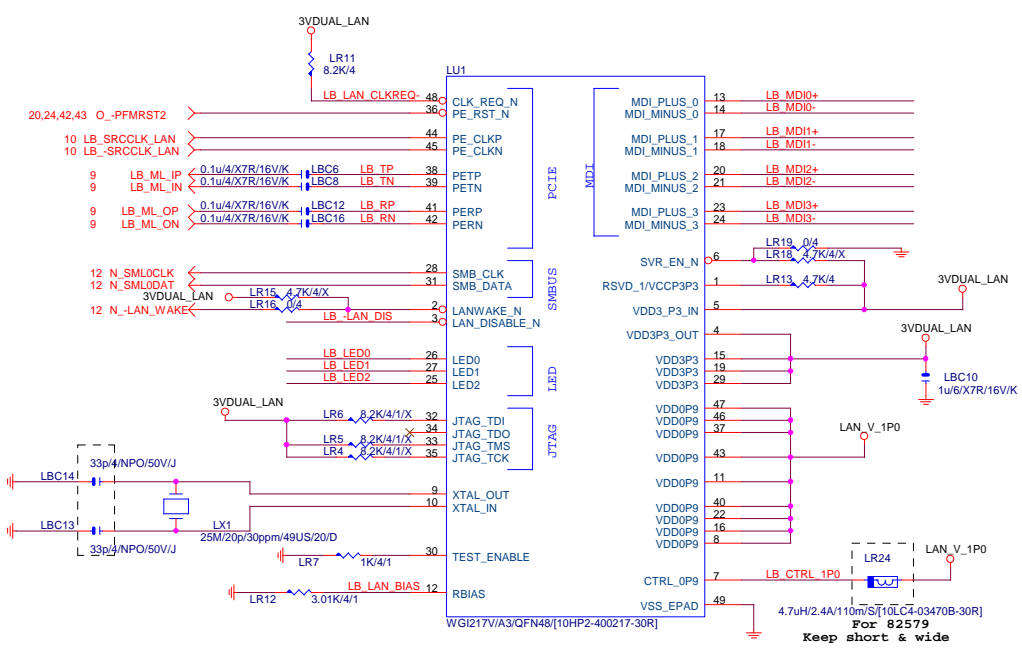 3VDUAL_LAN
LR11
8.2K/4
LU1
LB_LAN_CLKREQ- 48 CLK_REQ_N MDI_PLUS_0 13 LB_MDI0+
20,24,42,43 O_-PFMRST2 36 PE_RST_N MDI_MINUS_0 14 LB_MDI0-
10 LB_SRCCLK_LAN 44 PE_CLKP MDI_PLUS_1 17 LB_MDI1+
10 LB_-SRCCLK_LAN 45 PE_CLKN MDI_MINUS_1 18 LB_MDI1-
9 LB_ML_IP 0.1u/4/X7R/16V/K LBC6 LB_TP 38 PETP MDI_PLUS_2 20 LB_MDI2+
9 LB_ML_IN 0.1u/4/X7R/16V/K LBC8 LB_TN 39 PETN MDI_MINUS_2 21 LB_MDI2-
PCIE
MDI
9 LB_ML_OP 0.1u/4/X7R/16V/K LBC12 LB_RP 41 PERP MDI_PLUS_3 23 LB_MDI3+
9 LB_ML_ON 0.1u/4/X7R/16V/K LBC16 LB_RN 42 PERN MDI_MINUS_3 24 LB_MDI3-
LR19 0/4
SVR_EN_N 6 LR18 4.7K/4/X
12 N_SML0CLK 28 SMB_CLK
12 N_SML0DAT 31 SMB_DATA RSVD_1/VCCP3P3 1 LR13 4.7K/4
3VDUAL_LAN
SMBUS
3VDUAL_LAN LR15 4.7K/4/X
12 N_-LAN_WAKE LR16 0/4 2 LANWAKE_N VDD3_P3_IN 5
LB_-LAN_DIS 3 LAN_DISABLE_N
VDD3P3_OUT 4
3VDUAL_LAN
LB_LED0 26 LED0 VDD3P3 15
LB_LED1 27 LED1 VDD3P3 19
LB_LED2 25 LED2 VDD3P3 29
LED
LBC10
1u/6/X7R/16V/K
3VDUAL_LAN
VDD0P9 47
LR6 8.2K/4/1/X 32 JTAG_TDI VDD0P9 46
34 JTAG_TDO VDD0P9 37
LAN_V_1P0
LR5 8.2K/4/1/X 33 JTAG_TMS
LR4 8.2K/4/1/X 35 JTAG_TCK VDD0P9 43
JTAG
33p/4/NPO/50V/J
LBC14
VDD0P9 11
9 XTAL_OUT
10 XTAL_IN VDD0P9 40
VDD0P9 22
LBC13 LX1 VDD0P9 16
25M/20p/30ppm/49US/20/D
VDD0P9 8
33p/4/NPO/50V/J
LR7 1K/4/1 30 TEST_ENABLE
LR24
LAN_V_1P0
CTRL_0P9 7 LB_CTRL_1P0
LR12 3.01K/4/1 LB_LAN_BIAS 12 RBIAS
VSS_EPAD 49
4.7uH/2.4A/110m/S/[10LC4-03470B-30R]
WGI217V/A3/QFN48/[10HP2-400217-30R]
For 82579
Keep short & wide